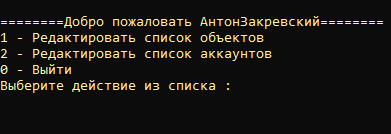 ========Добро пожаловать АнтонЗакревский========
1 - Редактировать список объектов
2 - Редактировать список аккаунтов
0 - Выйти
Выберите действие из списка :